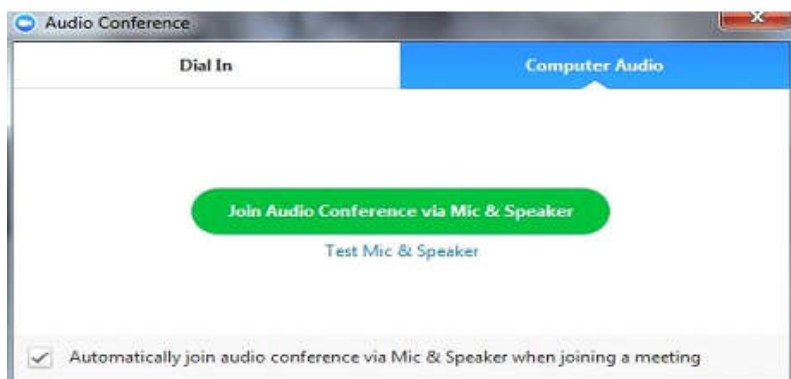 Audio Conference
Dial In
Computer Audio
Join Audio Conference via Mic & Speaker
Test Mic & Speaker
Automatically join audio conference via Mic & Speaker when joining a meeting